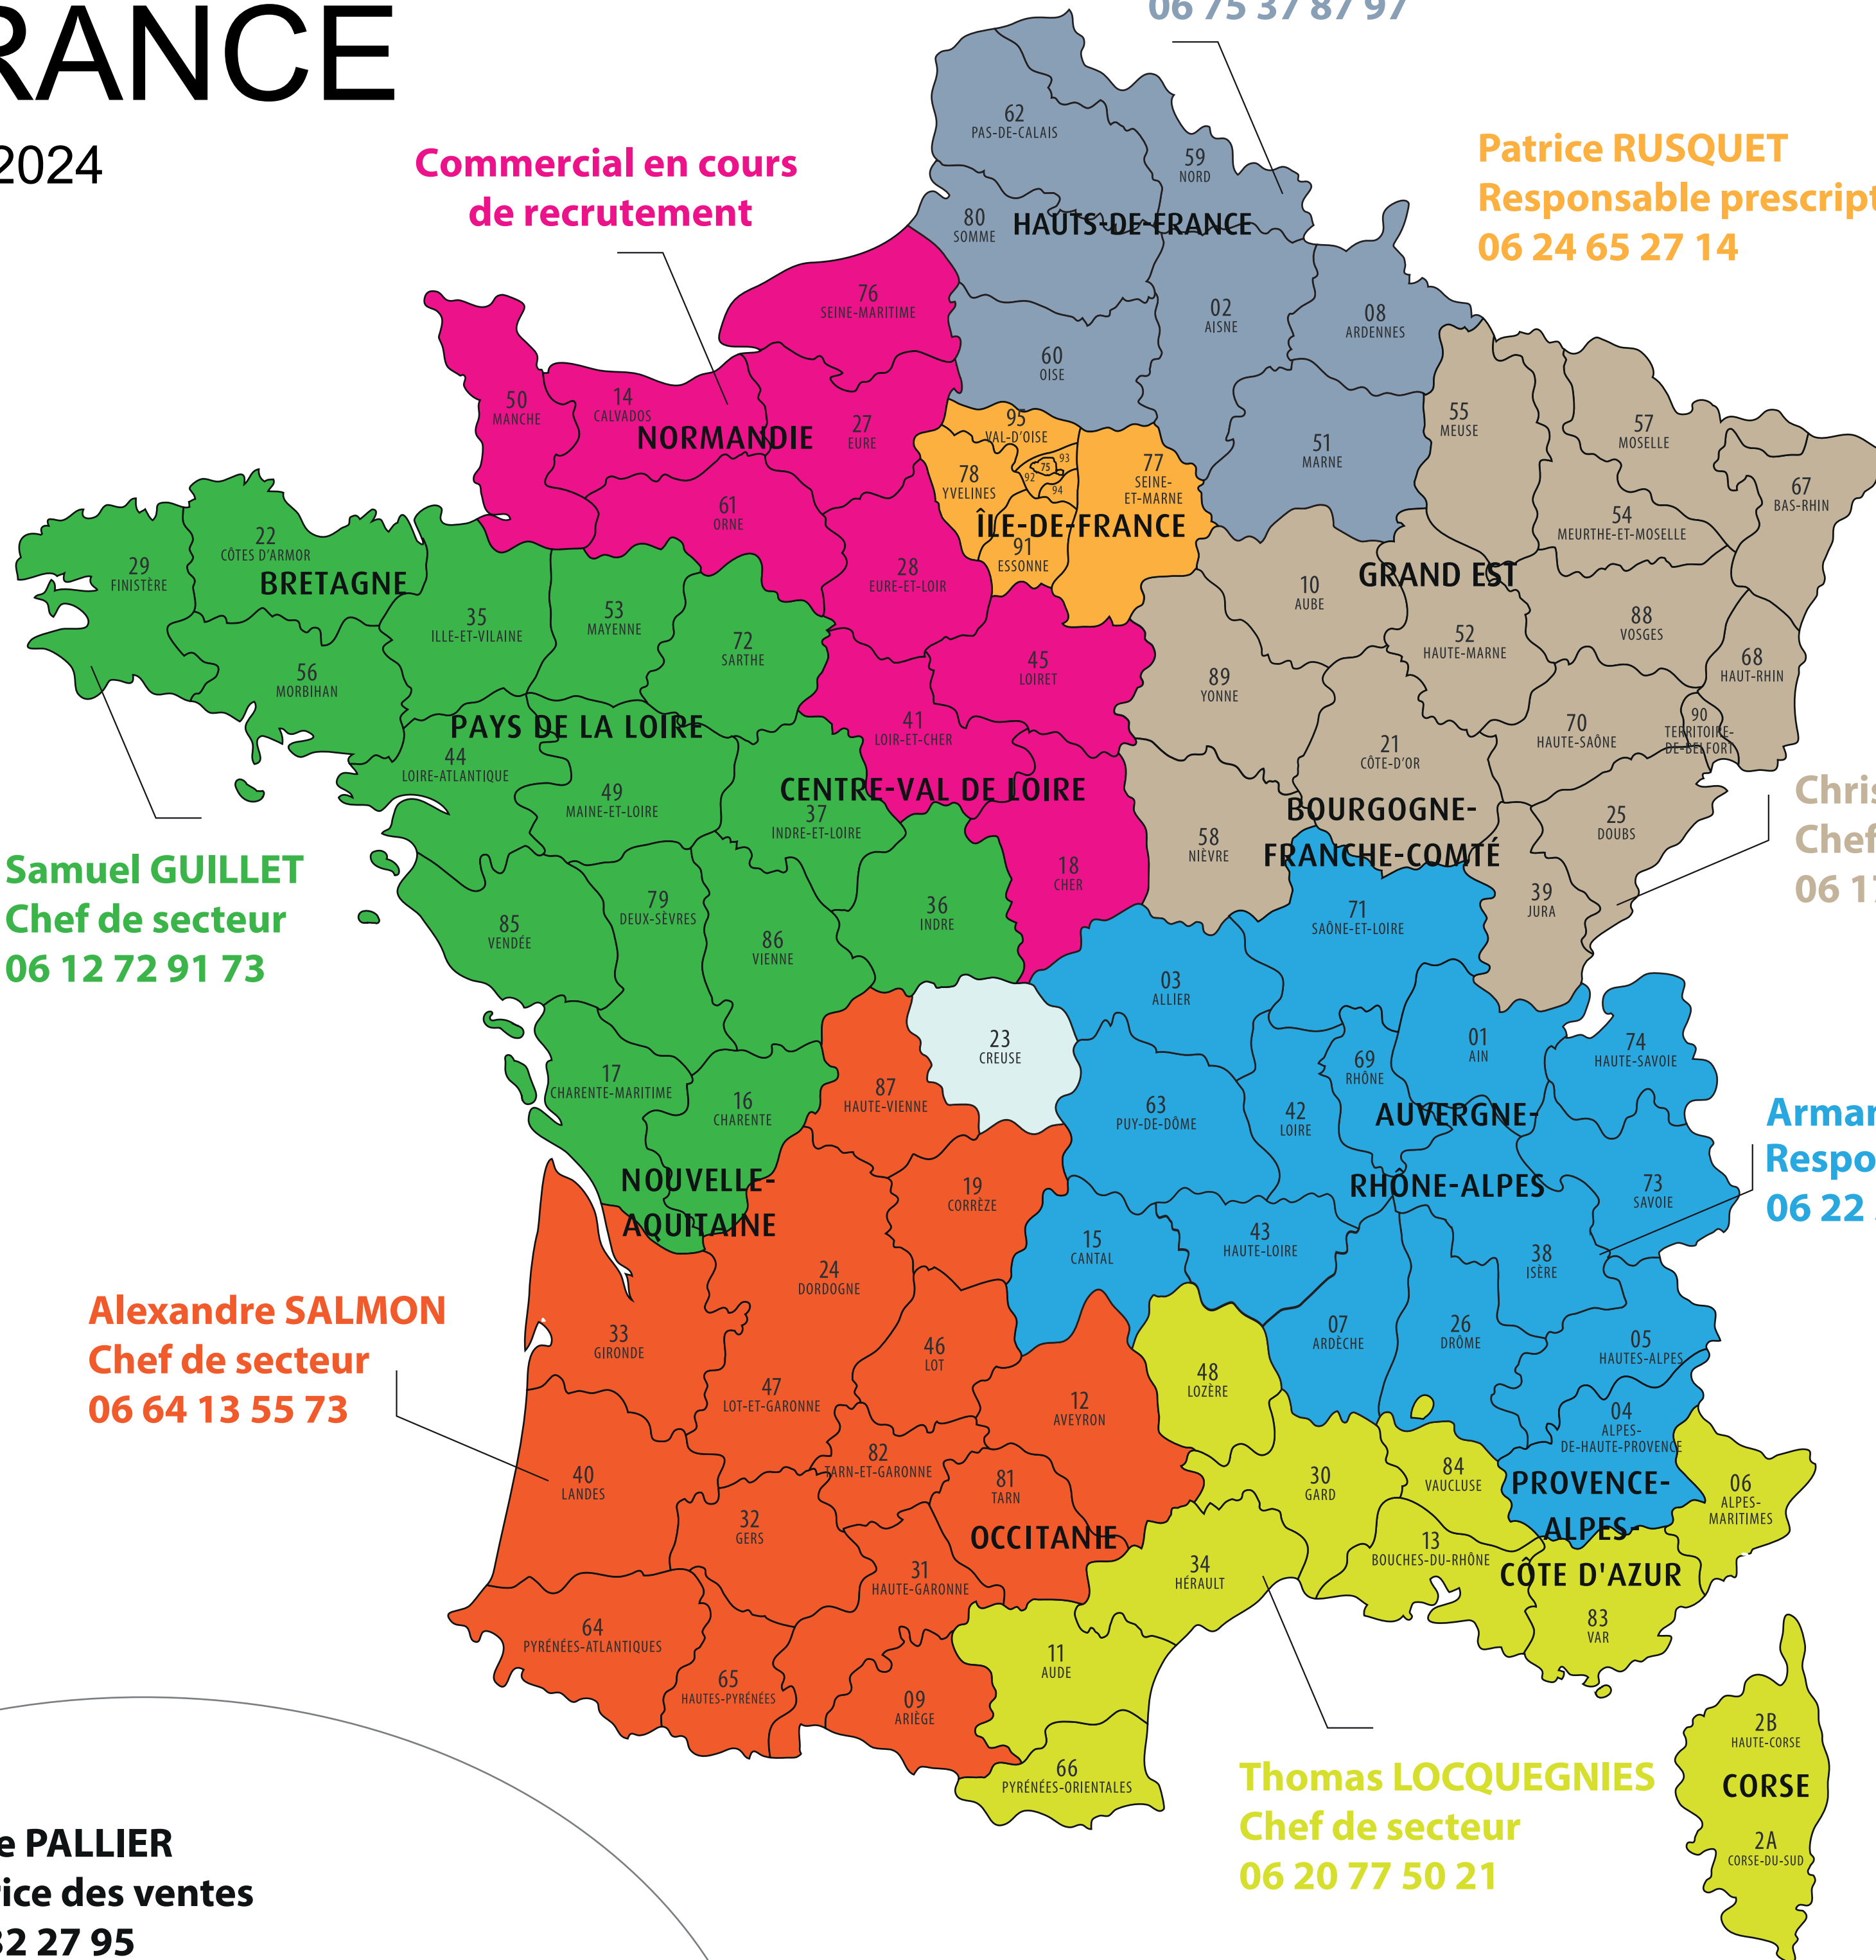 RANCE
2024
06 75 37 87 97
Commercial en cours
de recrutement
Patrice RUSQUET
Responsable prescript
06 24 65 27 14
62
PAS-DE-CALAIS
59
NORD
80
SOMME
HAUTS-DE-FRANCE
76
SEINE-MARITIME
02
AISNE
08
ARDENNES
60
OISE
50
MANCHE
14
CALVADOS
NORMANDIE
27
EURE
95
VAL-D'OISE
55
MEUSE
57
MOSELLE
51
MARNE
78
YVELINES
93
75
92
94
77
SEINE-
ET-MARNE
67
BAS-RHIN
61
ORNE
ÎLE-DE-FRANCE
54
MEURTHE-ET-MOSELLE
22
CÔTES D'ARMOR
29
FINISTÈRE
BRETAGNE
91
ESSONNE
28
EURE-ET-LOIR
GRAND EST
10
AUBE
35
ILLE-ET-VILAINE
53
MAYENNE
72
SARTHE
52
HAUTE-MARNE
88
VOSGES
68
HAUT-RHIN
56
MORBIHAN
45
LOIRET
89
YONNE
PAYS DE LA LOIRE
41
LOIR-ET-CHER
70
HAUTE-SAÔNE
90
TERRITOIRE-
DE-BELFORT
44
LOIRE-ATLANTIQUE
21
CÔTE-D'OR
49
MAINE-ET-LOIRE
CENTRE-VAL DE LOIRE
37
INDRE-ET-LOIRE
BOURGOGNE-
FRANCHE-COMTÉ
25
DOUBS
58
NIÈVRE
Chris
Chef
06 17
Samuel GUILLET
Chef de secteur
06 12 72 91 73
18
CHER
39
JURA
79
DEUX-SÈVRES
85
VENDÉE
36
INDRE
71
SAÔNE-ET-LOIRE
86
VIENNE
03
ALLIER
23
CREUSE
01
AIN
74
HAUTE-SAVOIE
69
RHÔNE
17
CHARENTE-MARITIME
16
CHARENTE
87
HAUTE-VIENNE
63
PUY-DE-DÔME
42
LOIRE
AUVERGNE-
RHÔNE-ALPES
Arman
Respo
06 22
NOUVELLE-
AQUITAINE
19
CORRÈZE
73
SAVOIE
15
CANTAL
43
HAUTE-LOIRE
38
ISÈRE
24
DORDOGNE
Alexandre SALMON
Chef de secteur
06 64 13 55 73
33
GIRONDE
46
LOT
07
ARDÈCHE
26
DRÔME
05
HAUTES-ALPES
48
LOZÈRE
47
LOT-ET-GARONNE
12
AVEYRON
04
ALPES-
DE-HAUTE-PROVENCE
82
TARN-ET-GARONNE
40
LANDES
81
TARN
30
GARD
84
VAUCLUSE
PROVENCE-
ALPES-
CÔTE D'AZUR
06
ALPES-
MARITIMES
32
GERS
OCCITANIE
13
BOUCHES-DU-RHÔNE
31
HAUTE-GARONNE
34
HÉRAULT
64
PYRÉNÉES-ATLANTIQUES
83
VAR
11
AUDE
65
HAUTES-PYRÉNÉES
09
ARIÈGE
66
PYRÉNÉES-ORIENTALES
2B
HAUTE-CORSE
CORSE
2A
CORSE-DU-SUD
Thomas LOCQUEGNIES
Chef de secteur
06 20 77 50 21
e PALLIER
rice des ventes
32 27 95